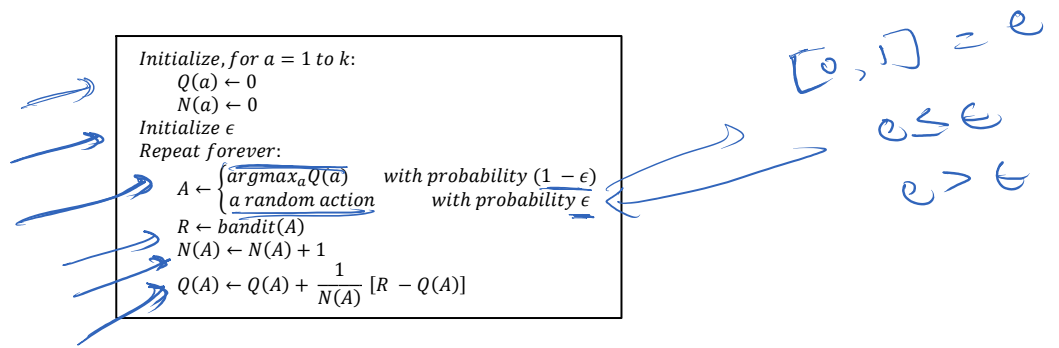 Initialize, for a = 1 to k:
Q(a) ← 0
N(a) ← 0
Initialize ϵ
Repeat forever:
A ← { argmaxₐQ(a) with probability (1 − ϵ)
a random action with probability ϵ
R ← bandit(A)
N(A) ← N(A) + 1
Q(A) ← Q(A) + 1/N(A) [R − Q(A)]
[0, 1] = e
e ≤ ϵ
e > ϵ